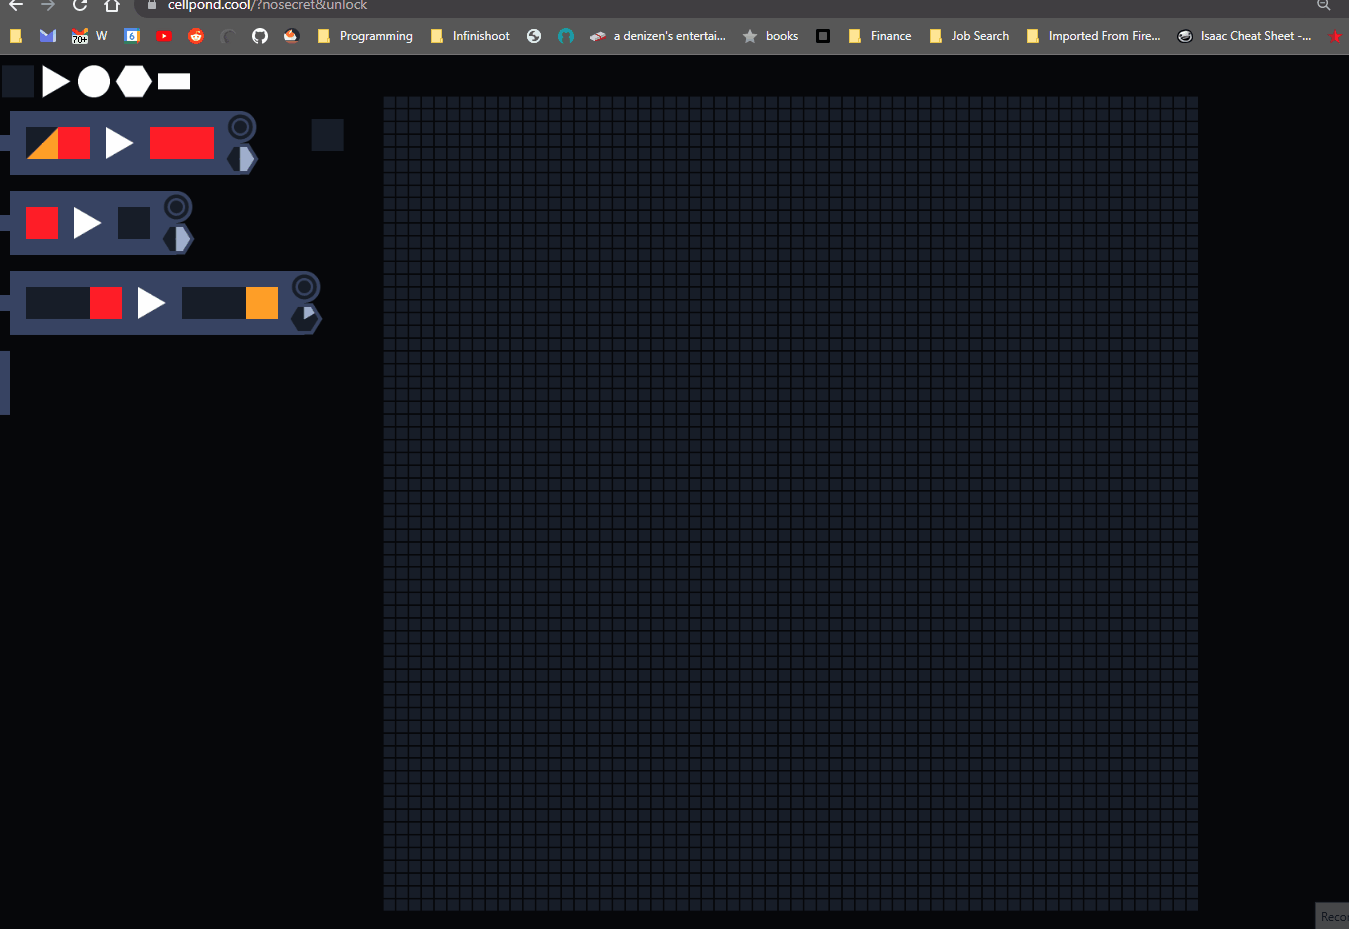 cellpond.cool/?nosecret&unlock
70+ W 6 Programming Infinishoot a denizen's entertai... books Finance Job Search Imported From Fire... Isaac Cheat Sheet -...
Reco